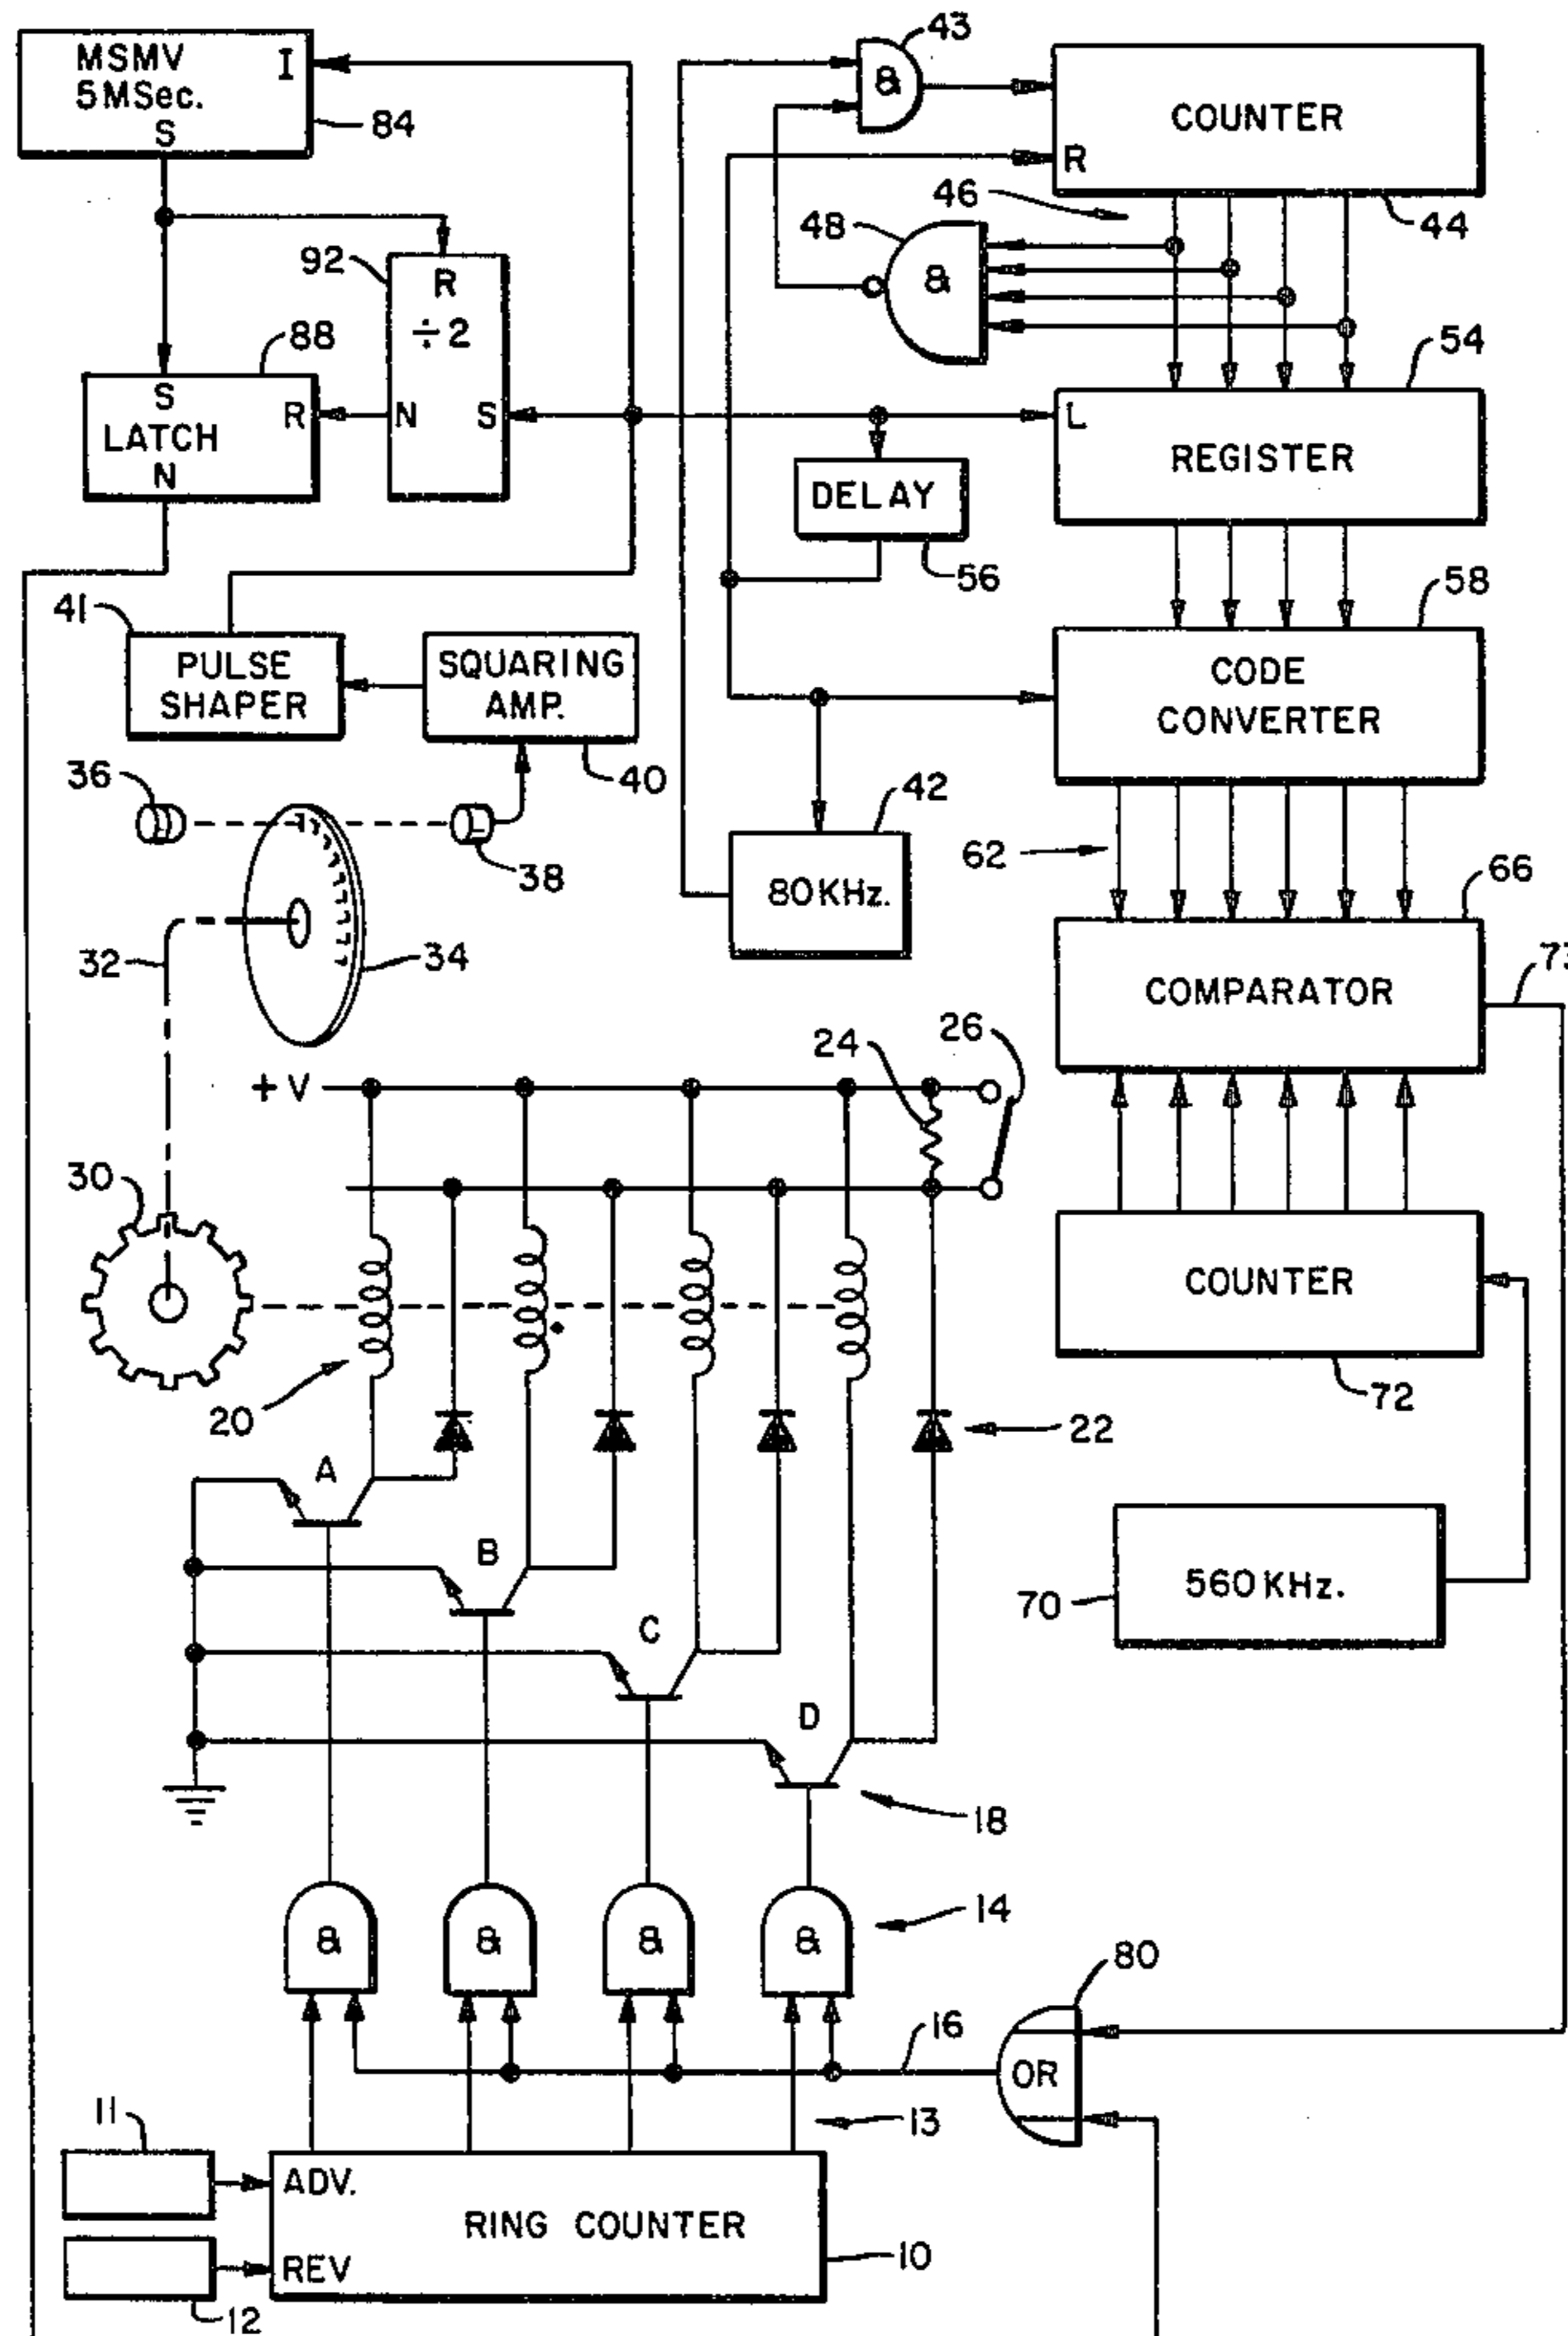 MSMV I
5MSec.
S
84
43
&
COUNTER
R
46
44
48
&
92
R
÷2
N S
88
S
R
LATCH
N
54
L
REGISTER
DELAY
56
58
CODE
CONVERTER
41
PULSE
SHAPER
SQUARING
AMP.
40
36
38
42
80KHz.
62
66
COMPARATOR
73
32
34
24
26
+V
30
20
COUNTER
72
22
A
B
C
D
18
70
560KHz.
& & & &
14
80
OR
16
13
11
ADV.
RING COUNTER
REV
10
12